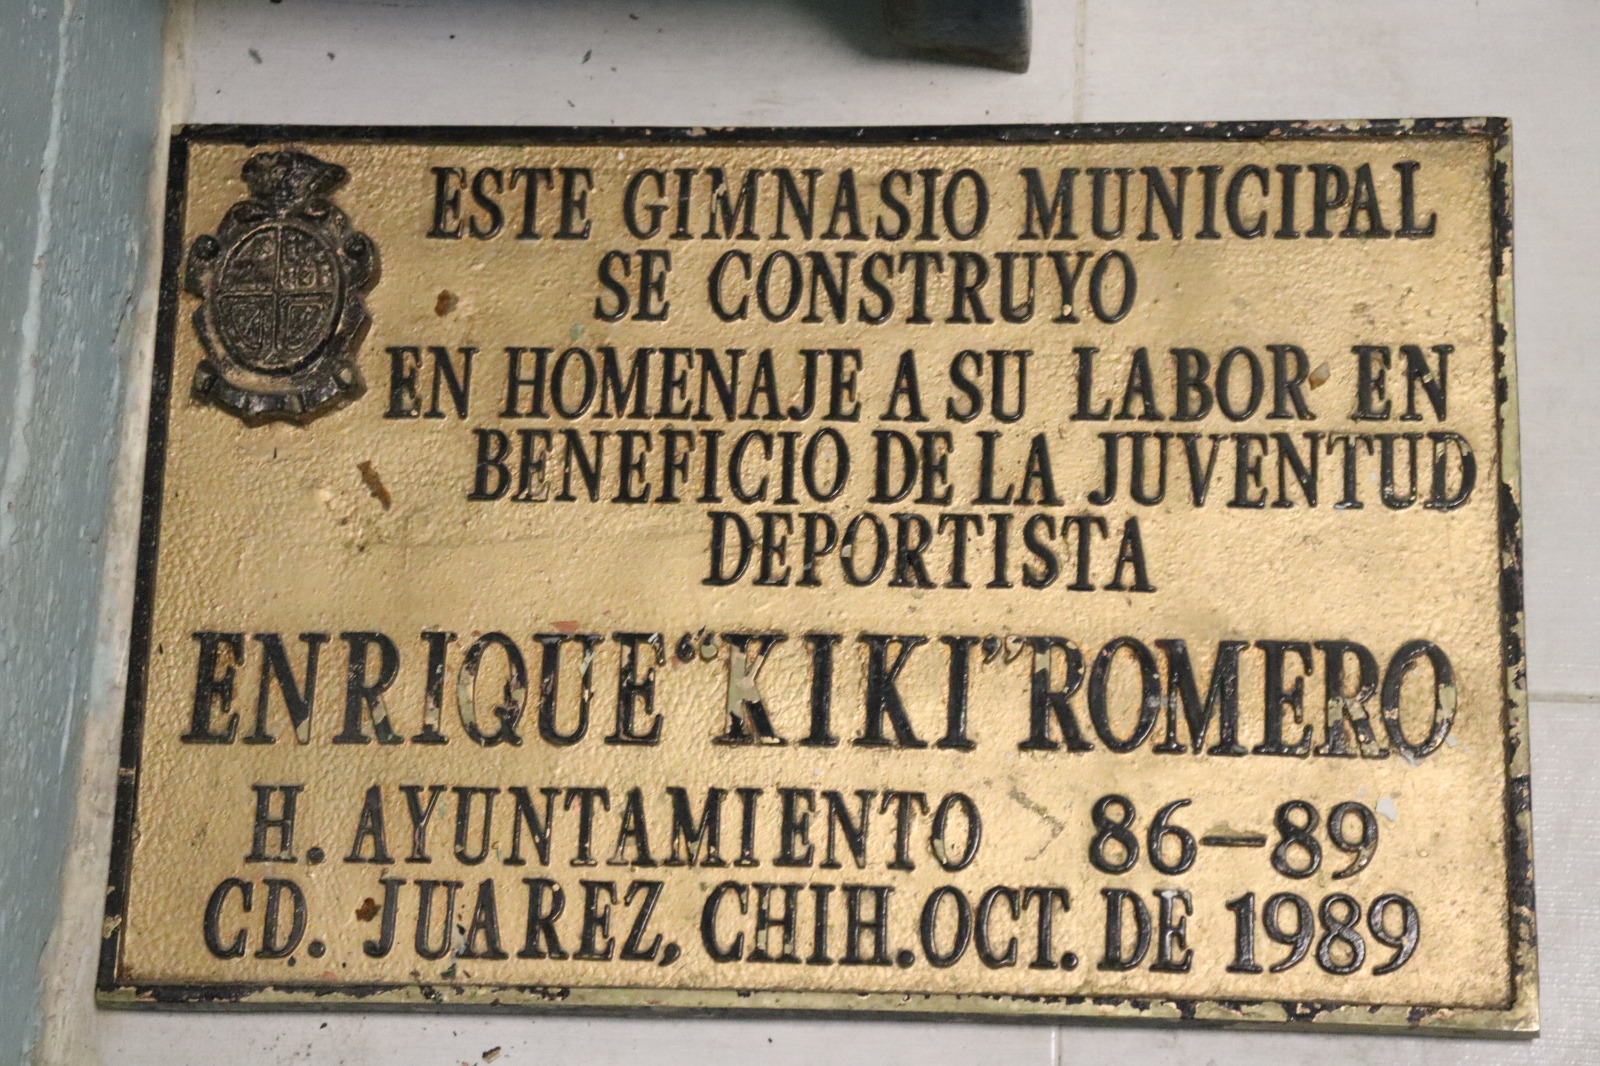 ESTE GIMNASIO MUNICIPAL
SE CONSTRUYO
EN HOMENAJE A SU LABOR EN
BENEFICIO DE LA JUVENTUD
DEPORTISTA
ENRIQUE "KIKI" ROMERO
H. AYUNTAMIENTO 86-89
CD. JUAREZ, CHIH. OCT. DE 1989